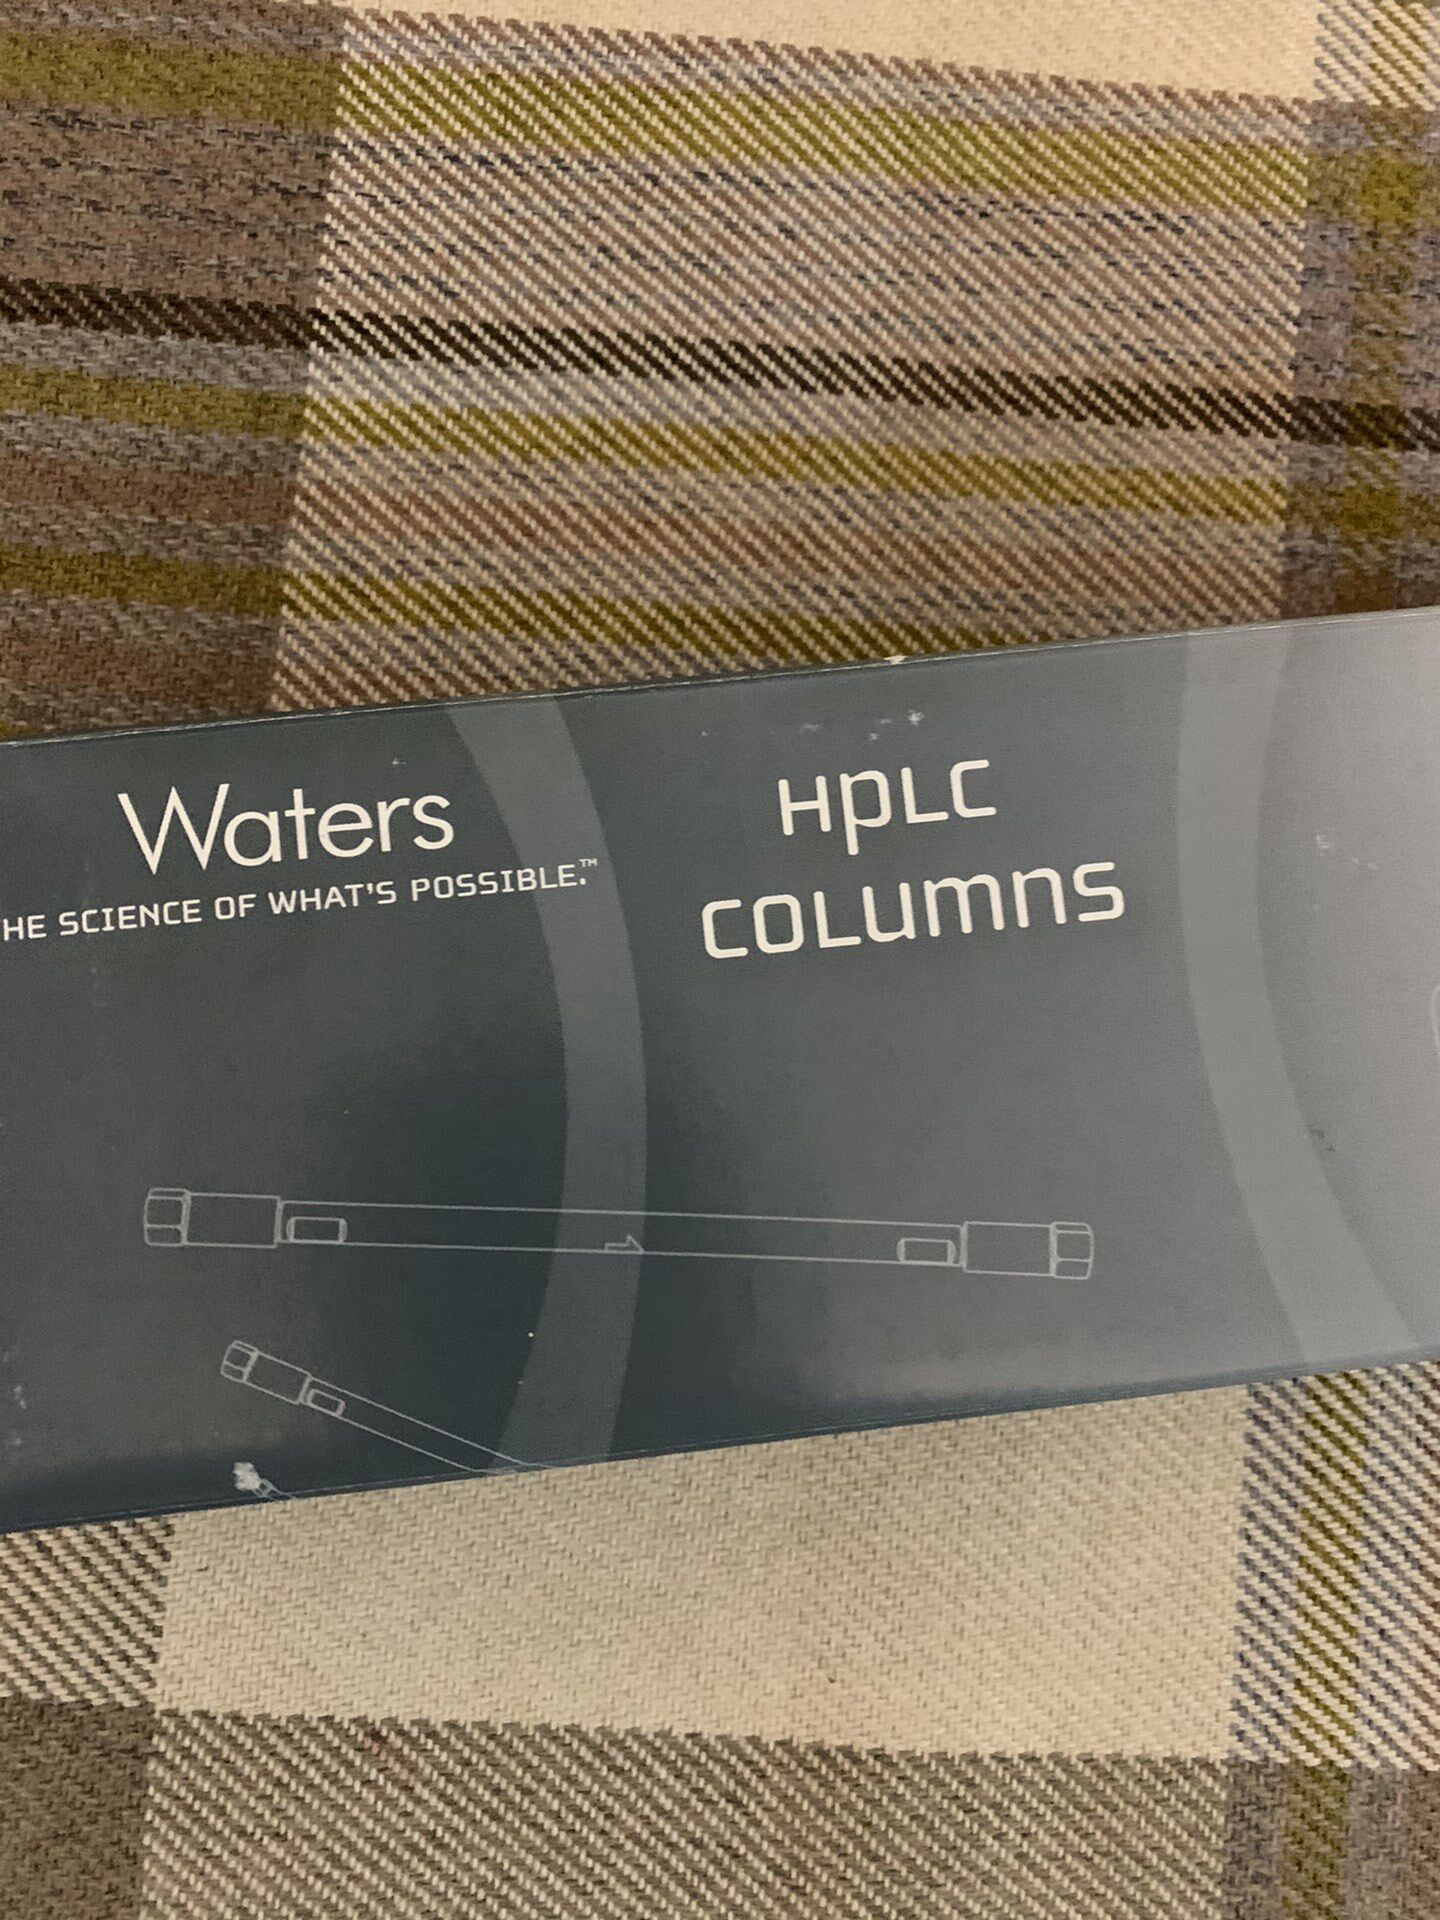 Waters
HE SCIENCE OF WHAT'S POSSIBLE.™
HPLC
COLUMNS